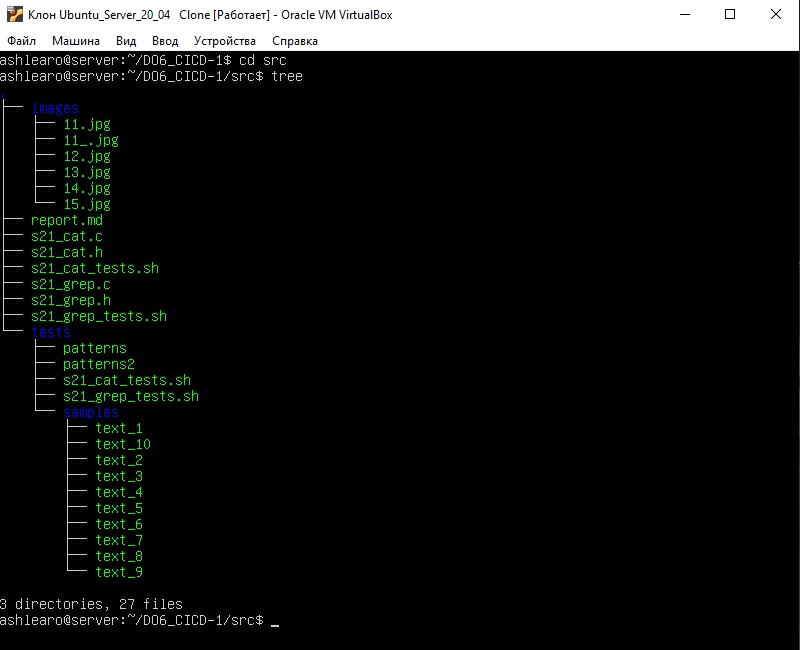 Клон Ubuntu_Server_20_04 Clone [Работает] - Oracle VM VirtualBox
Файл Машина Вид Ввод Устройства Справка
ashlearo@server:~/DO6_CICD-1$ cd src
ashlearo@server:~/DO6_CICD-1/src$ tree
.
├── images
│   ├── 11.jpg
│   ├── 11_.jpg
│   ├── 12.jpg
│   ├── 13.jpg
│   ├── 14.jpg
│   └── 15.jpg
├── report.md
├── s21_cat.c
├── s21_cat.h
├── s21_cat_tests.sh
├── s21_grep.c
├── s21_grep.h
├── s21_grep_tests.sh
└── tests
    ├── patterns
    ├── patterns2
    ├── s21_cat_tests.sh
    ├── s21_grep_tests.sh
    └── samples
        ├── text_1
        ├── text_10
        ├── text_2
        ├── text_3
        ├── text_4
        ├── text_5
        ├── text_6
        ├── text_7
        ├── text_8
        └── text_9
3 directories, 27 files
ashlearo@server:~/DO6_CICD-1/src$ _